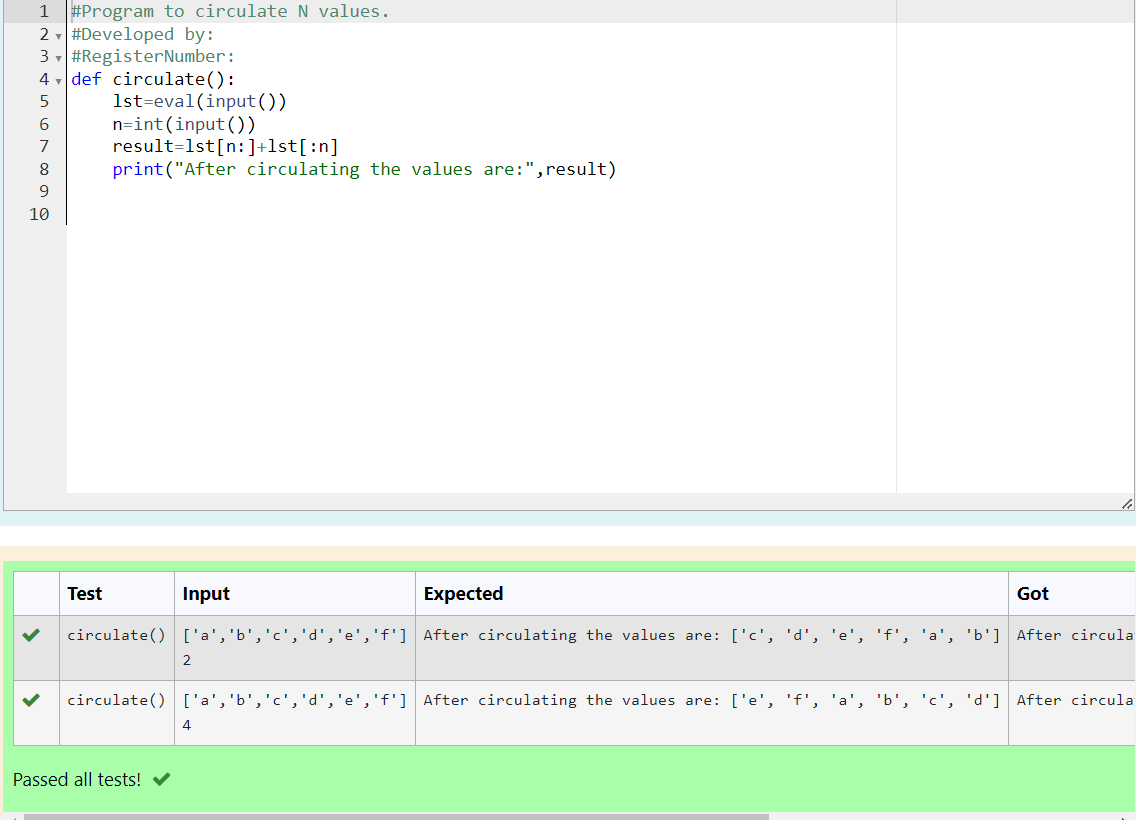 1 #Program to circulate N values.
2 #Developed by:
3 #RegisterNumber:
4 def circulate():
5     lst=eval(input())
6     n=int(input())
7     result=lst[n:]+lst[:n]
8     print("After circulating the values are:",result)
9
10
Test Input Expected Got
circulate() ['a','b','c','d','e','f'] After circulating the values are: ['c', 'd', 'e', 'f', 'a', 'b'] After circula
2
circulate() ['a','b','c','d','e','f'] After circulating the values are: ['e', 'f', 'a', 'b', 'c', 'd'] After circula
4
Passed all tests!